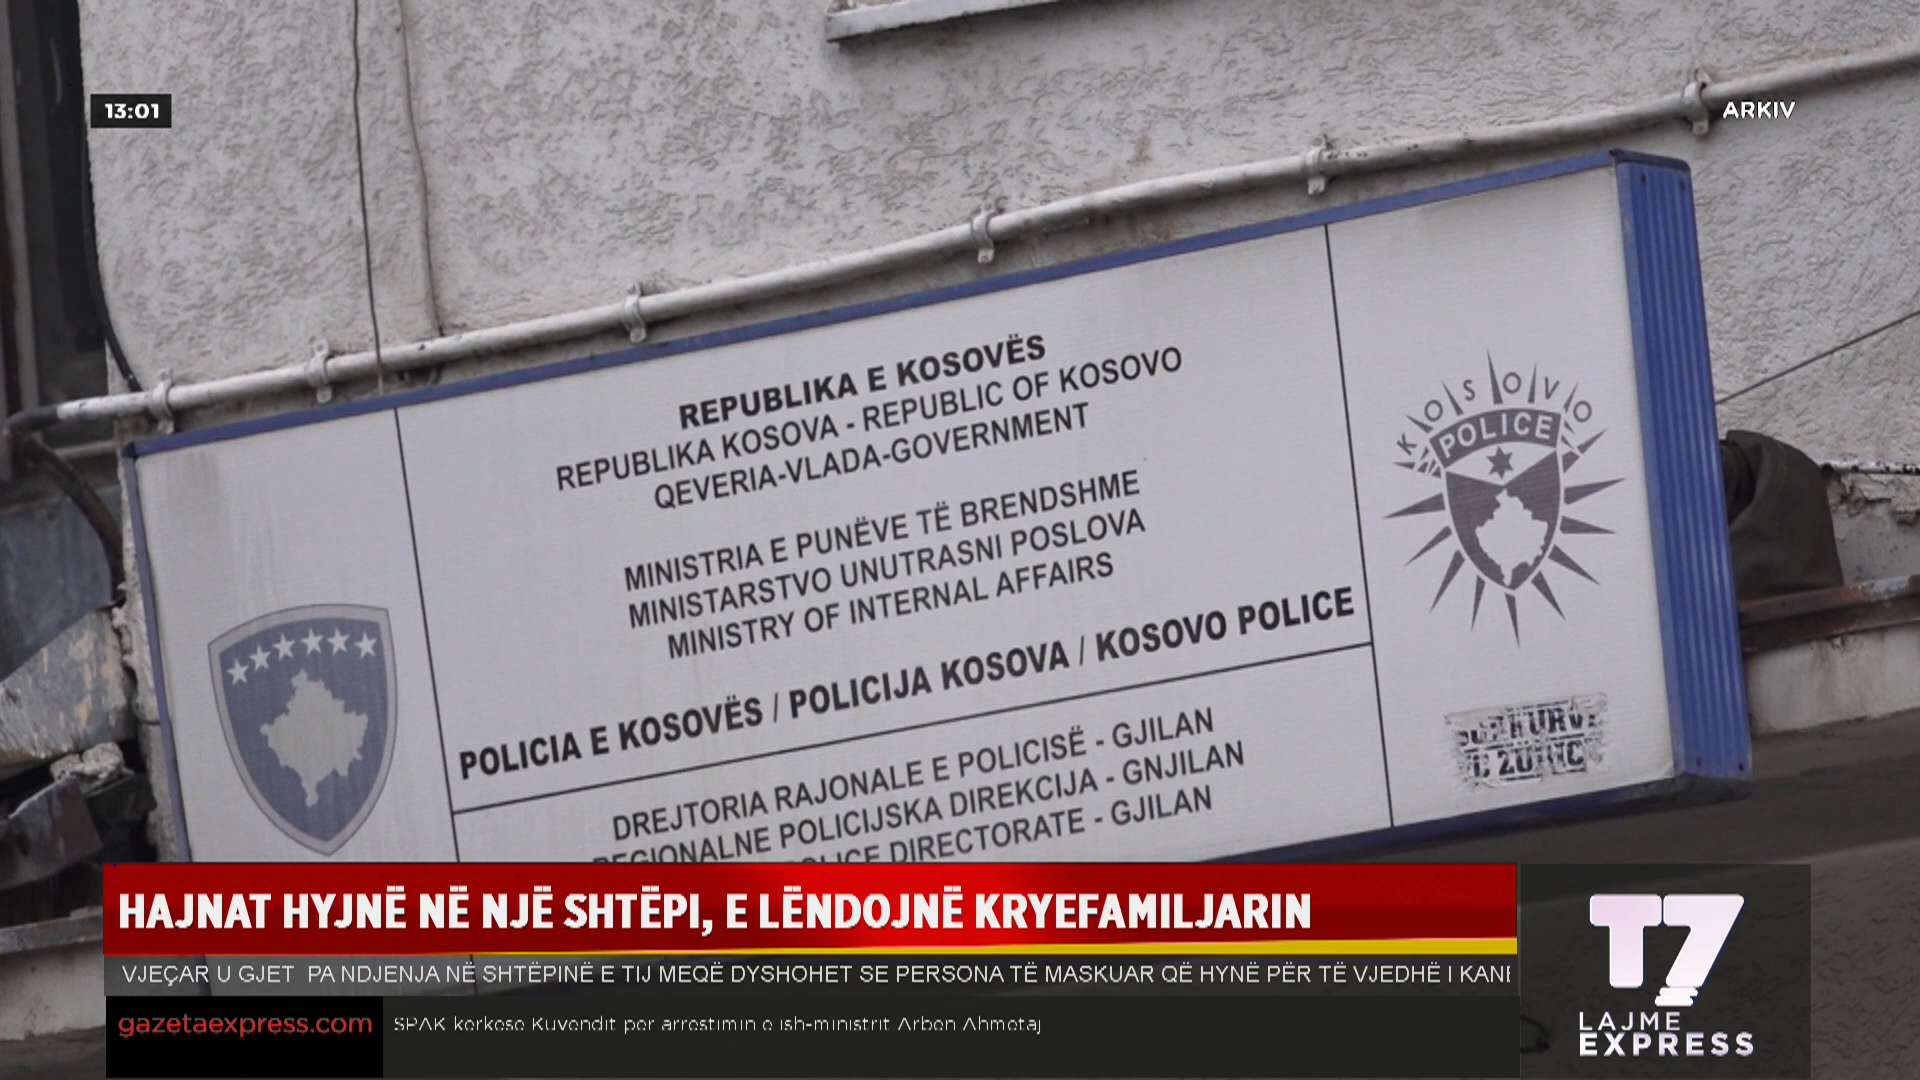 13:01
ARKIV
REPUBLIKA E KOSOVËS
REPUBLIKA KOSOVA - REPUBLIC OF KOSOVO
QEVERIA-VLADA-GOVERNMENT
MINISTRIA E PUNËVE TË BRENDSHME
MINISTARSTVO UNUTRASNI POSLOVA
MINISTRY OF INTERNAL AFFAIRS
POLICIA E KOSOVËS / POLICIJA KOSOVA / KOSOVO POLICE
DREJTORIA RAJONALE E POLICISË - GJILAN
REGIONALNE POLICIJSKA DIREKCIJA - GNJILAN
DIRECTORATE - GJILAN
KOSOVO
POLICE
HAJNAT HYJNË NË NJË SHTËPI, E LËNDOJNË KRYEFAMILJARIN
VJEÇAR U GJET PA NDJENJA NË SHTËPINË E TIJ MEQË DYSHOHET SE PERSONA TË MASKUAR QË HYNË PËR TË VJEDHË I
gazetaexpress.com
SPAK kërkesë Kuvendit për arrestimin e ish-ministrit Arben Ahmetaj
T7
LAJME
EXPRESS